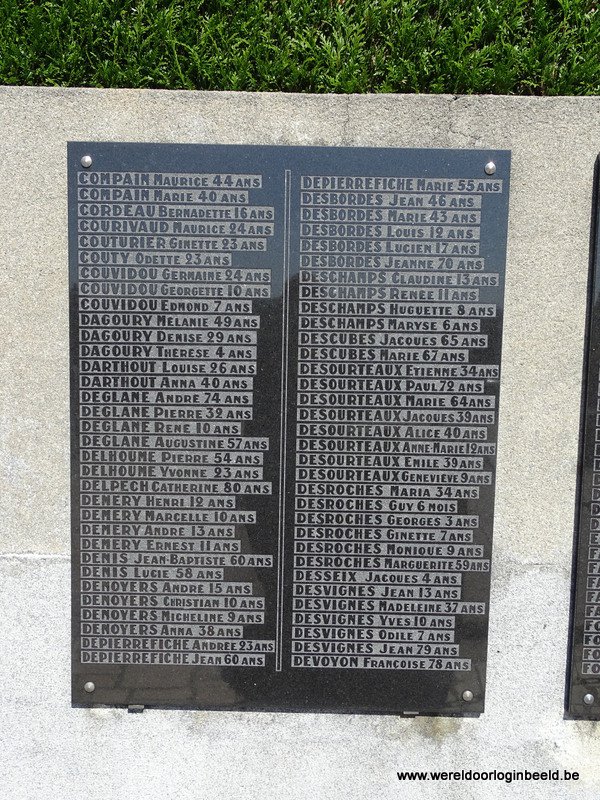 COMPAIN MAURICE 44 ANS
COMPAIN MARIE 40 ANS
CORDEAU BERNADETTE 16 ANS
COURIVAUD MAURICE 24 ANS
COUTURIER GINETTE 23 ANS
COUTY ODETTE 23 ANS
COUVIDOU GERMAINE 24 ANS
COUVIDOU GEORGETTE 10 ANS
COUVIDOU EDMOND 7 ANS
DAGOURY MÉLANIE 49 ANS
DAGOURY DENISE 29 ANS
DAGOURY THÉRÈSE 4 ANS
DARTHOUT LOUISE 26 ANS
DARTHOUT ANNA 40 ANS
DEGLANE ANDRÉ 74 ANS
DEGLANE PIERRE 32 ANS
DEGLANE RENÉ 10 ANS
DEGLANE AUGUSTINE 57 ANS
DELHOUME PIERRE 54 ANS
DELHOUME YVONNE 23 ANS
DELPECH CATHERINE 80 ANS
DEMERY HENRI 12 ANS
DEMERY MARCELLE 10 ANS
DEMERY ANDRÉ 13 ANS
DEMERY ERNEST 11 ANS
DENIS JEAN-BAPTISTE 60 ANS
DENIS LUCIE 58 ANS
DENOYERS ANDRÉ 15 ANS
DENOYERS CHRISTIAN 10 ANS
DENOYERS MICHELINE 9 ANS
DENOYERS ANNA 38 ANS
DEPIERREFICHE ANDRÉE 23 ANS
DEPIERREFICHE JEAN 60 ANS
DEPIERREFICHE MARIE 55 ANS
DESBORDES JEAN 46 ANS
DESBORDES MARIE 43 ANS
DESBORDES LOUIS 12 ANS
DESBORDES LUCIEN 17 ANS
DESBORDES JEANNE 70 ANS
DESCHAMPS CLAUDINE 13 ANS
DESCHAMPS RENÉE 11 ANS
DESCHAMPS HUGUETTE 8 ANS
DESCHAMPS MARYSE 6 ANS
DESCUBES JACQUES 65 ANS
DESCUBES MARIE 67 ANS
DESOURTEAUX ETIENNE 34 ANS
DESOURTEAUX PAUL 72 ANS
DESOURTEAUX MARIE 64 ANS
DESOURTEAUX JACQUES 39 ANS
DESOURTEAUX ALICE 40 ANS
DESOURTEAUX ANNE-MARIE 12 ANS
DESOURTEAUX EMILE 39 ANS
DESOURTEAUX GENEVIÈVE 9 ANS
DESROCHES MARIA 34 ANS
DESROCHES GUY 6 MOIS
DESROCHES GEORGES 3 ANS
DESROCHES GINETTE 7 ANS
DESROCHES MONIQUE 9 ANS
DESROCHES MARGUERITE 59 ANS
DESSEIX JACQUES 4 ANS
DESVIGNES JEAN 13 ANS
DESVIGNES MADELEINE 37 ANS
DESVIGNES YVES 10 ANS
DESVIGNES ODILE 7 ANS
DESVIGNES JEAN 79 ANS
DEVOYON FRANÇOISE 78 ANS
www.wereldoorloginbeeld.be